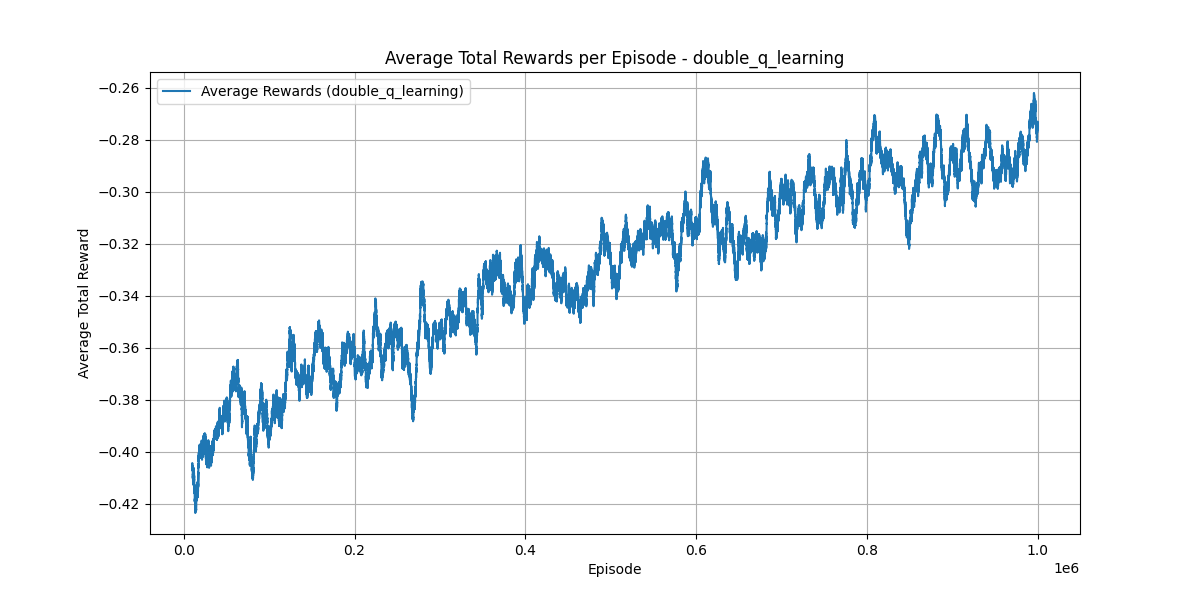 Average Total Rewards per Episode - double_q_learning
Average Rewards (double_q_learning)
Average Total Reward
−0.26
−0.28
−0.30
−0.32
−0.34
−0.36
−0.38
−0.40
−0.42
0.0 0.2 0.4 0.6 0.8 1.0
Episode
1e6